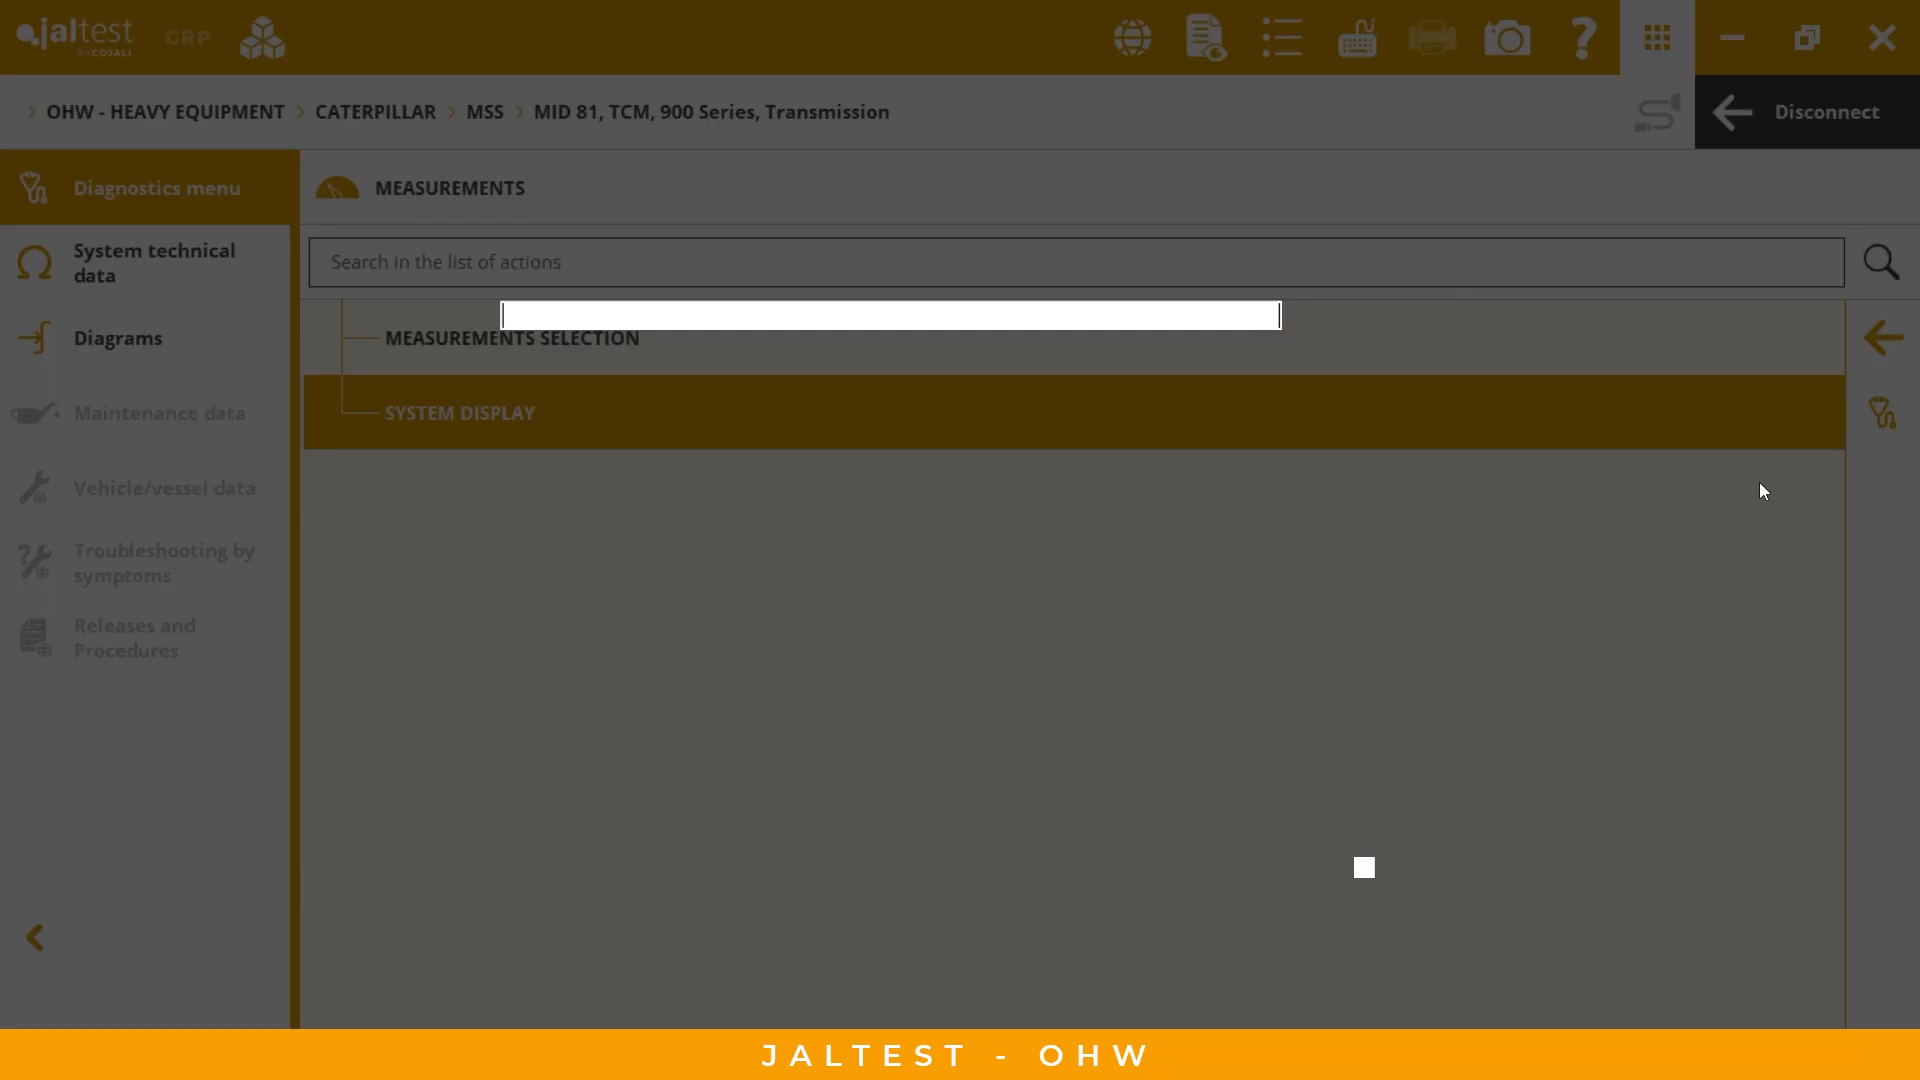 jaltest
BY COJALI
GRP
OHW - HEAVY EQUIPMENT
CATERPILLAR
MSS
MID 81, TCM, 900 Series, Transmission
Disconnect
Diagnostics menu
System technical
data
Diagrams
Maintenance data
Vehicle/vessel data
Troubleshooting by
symptoms
Releases and
Procedures
MEASUREMENTS
Search in the list of actions
MEASUREMENTS SELECTION
SYSTEM DISPLAY
JALTEST - OHW